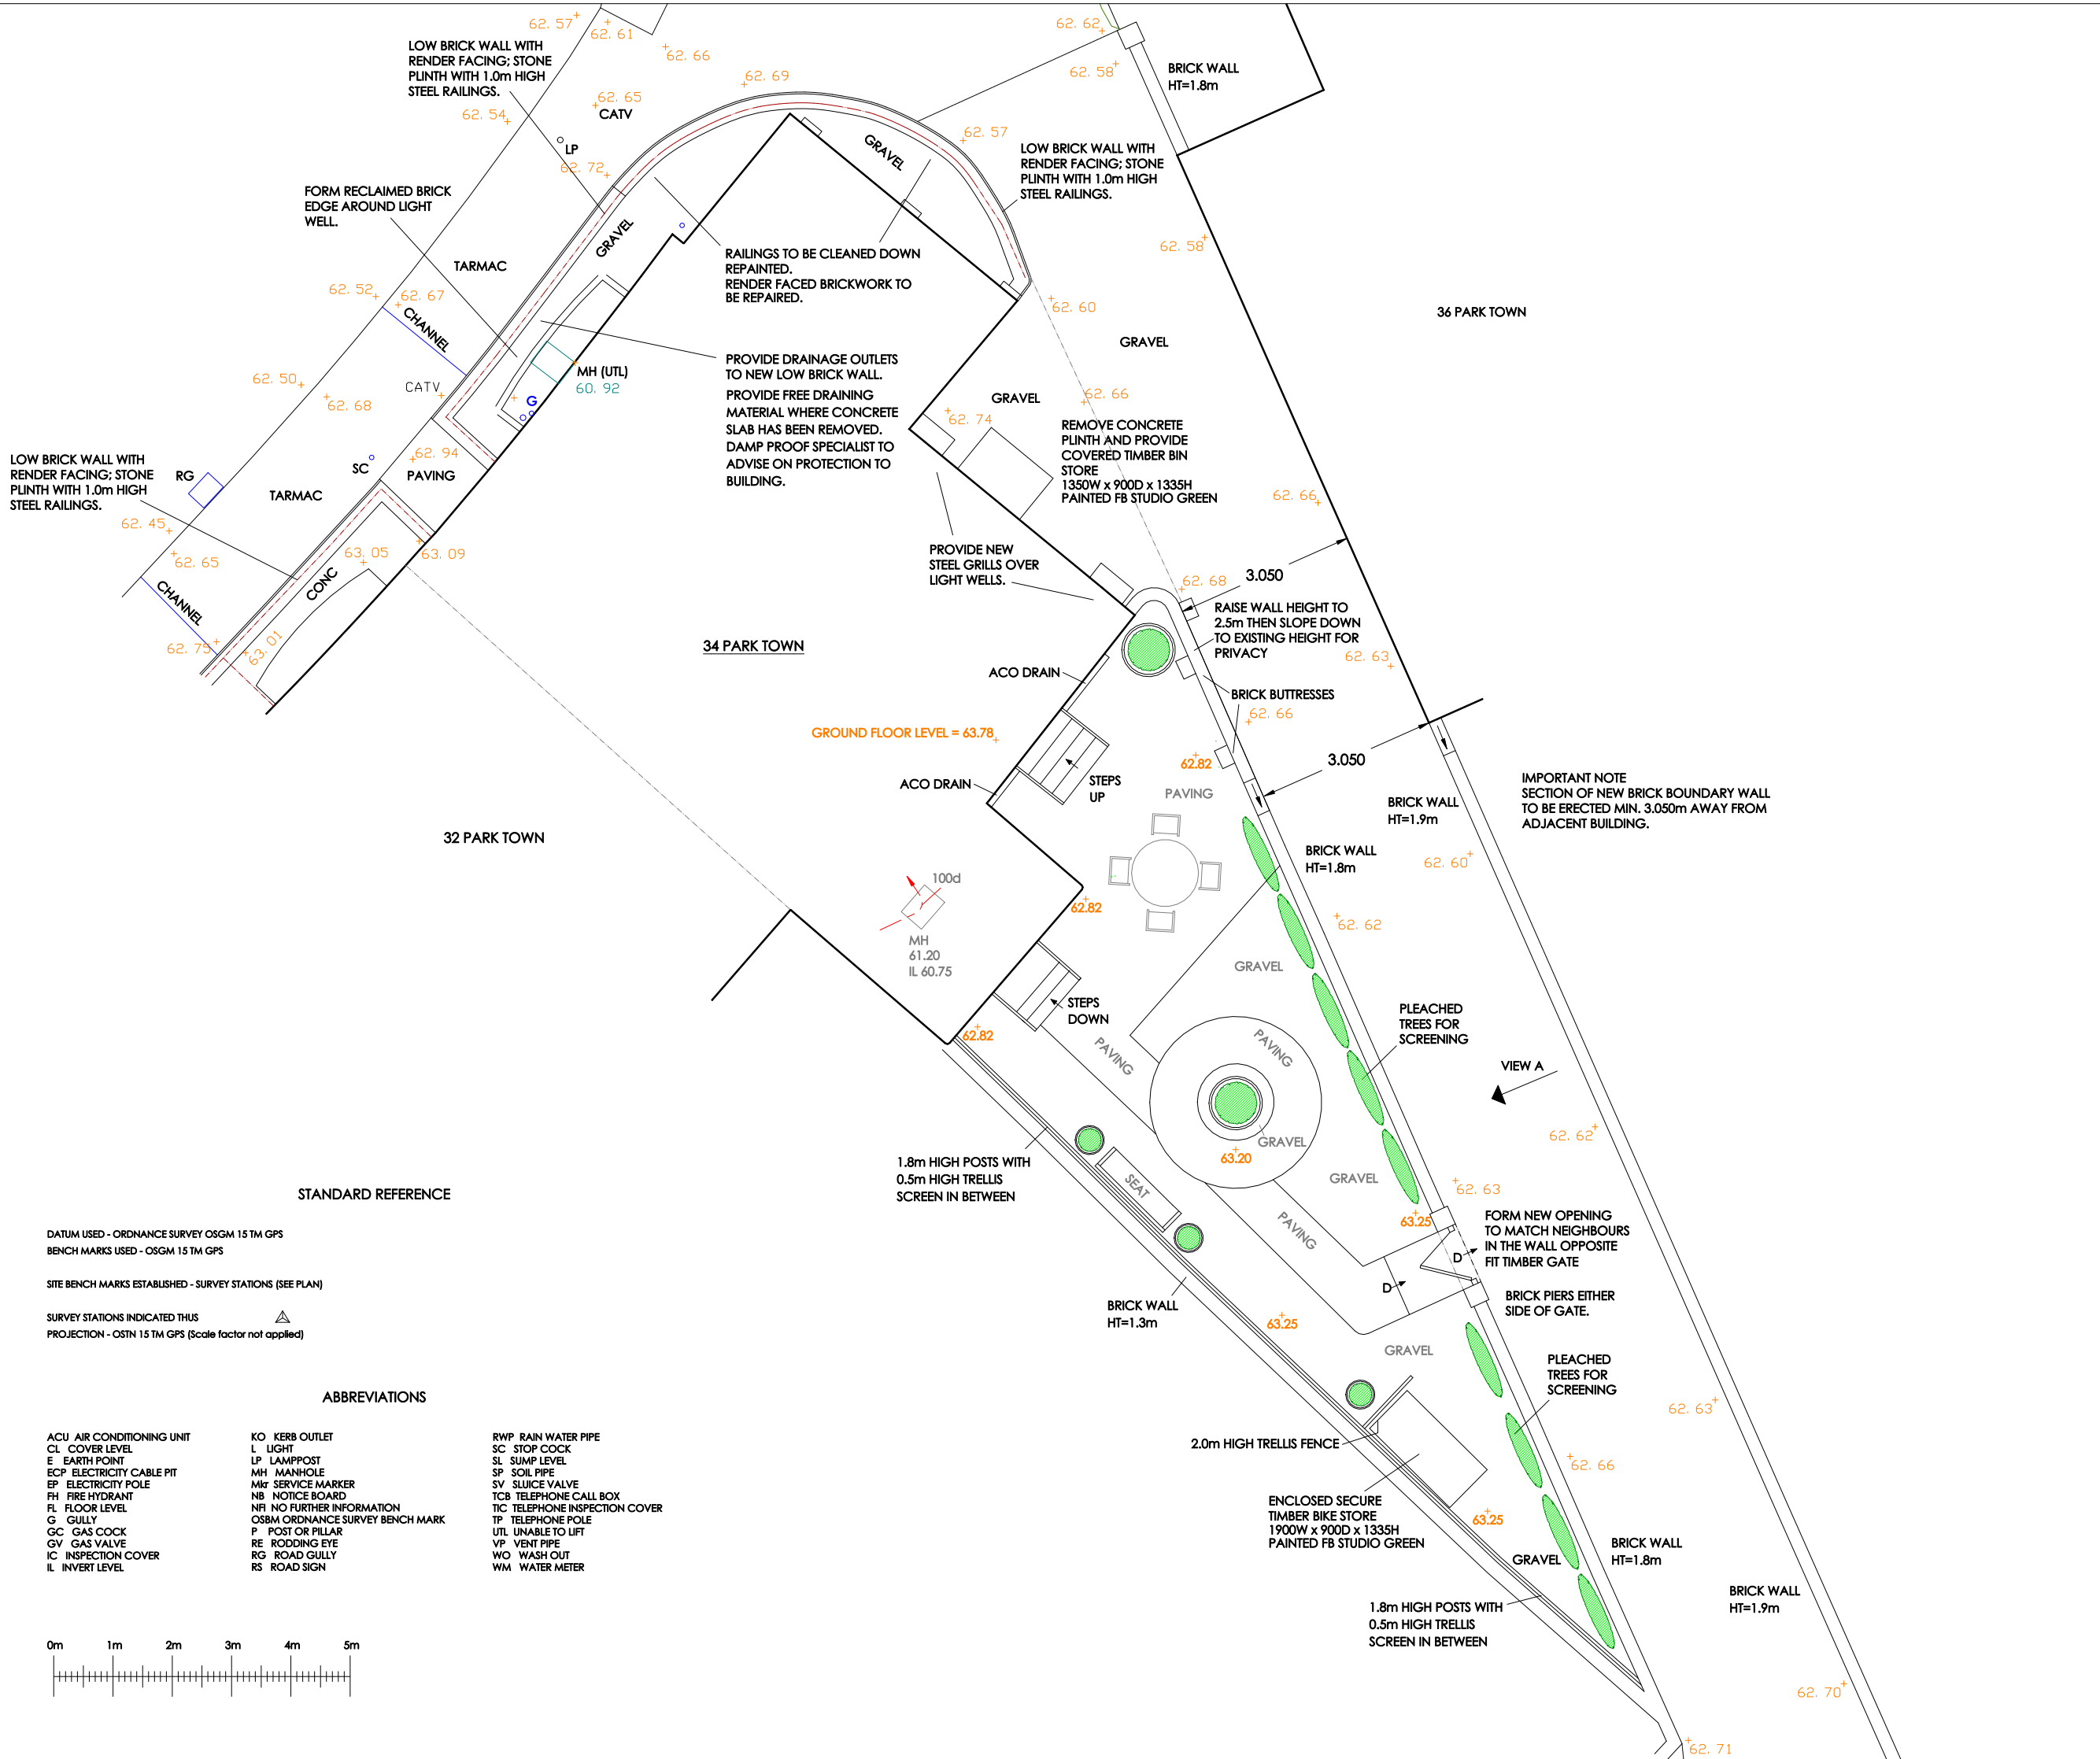 62. 57
62. 61
62. 66
62. 62
LOW BRICK WALL WITH
RENDER FACING; STONE
PLINTH WITH 1.0m HIGH
STEEL RAILINGS.
62. 69
62. 58
BRICK WALL
HT=1.8m
62. 65
CATV
62. 54
62. 57
LP
62. 72
GRAVEL
LOW BRICK WALL WITH
RENDER FACING; STONE
PLINTH WITH 1.0m HIGH
STEEL RAILINGS.
FORM RECLAIMED BRICK
EDGE AROUND LIGHT
WELL.
GRAVEL
62. 58
TARMAC
RAILINGS TO BE CLEANED DOWN
REPAINTED.
RENDER FACED BRICKWORK TO
BE REPAIRED.
62. 52
62. 67
62. 60
CHANNEL
36 PARK TOWN
GRAVEL
PROVIDE DRAINAGE OUTLETS
TO NEW LOW BRICK WALL.
PROVIDE FREE DRAINING
MATERIAL WHERE CONCRETE
SLAB HAS BEEN REMOVED.
DAMP PROOF SPECIALIST TO
ADVISE ON PROTECTION TO
BUILDING.
MH (UTL)
60. 92
62. 50
CATV
62. 68
G
GRAVEL
62. 66
62. 74
REMOVE CONCRETE
PLINTH AND PROVIDE
COVERED TIMBER BIN
STORE
1350W x 900D x 1335H
PAINTED FB STUDIO GREEN
LOW BRICK WALL WITH
RENDER FACING; STONE
PLINTH WITH 1.0m HIGH
STEEL RAILINGS.
62. 94
SC
RG
PAVING
TARMAC
62. 66
62. 45
62. 65
63. 05
63. 09
CONC
CHANNEL
PROVIDE NEW
STEEL GRILLS OVER
LIGHT WELLS.
62. 68
3.050
RAISE WALL HEIGHT TO
2.5m THEN SLOPE DOWN
TO EXISTING HEIGHT FOR
PRIVACY
62. 75
63. 01
34 PARK TOWN
62. 63
ACO DRAIN
BRICK BUTTRESSES
62. 66
GROUND FLOOR LEVEL = 63.78
62.82
3.050
ACO DRAIN
STEPS
UP
PAVING
IMPORTANT NOTE
SECTION OF NEW BRICK BOUNDARY WALL
TO BE ERECTED MIN. 3.050m AWAY FROM
ADJACENT BUILDING.
BRICK WALL
HT=1.9m
32 PARK TOWN
BRICK WALL
HT=1.8m
62. 60
100d
62.82
62. 62
MH
61.20
IL 60.75
GRAVEL
STEPS
DOWN
62.82
PAVING
PAVING
PLEACHED
TREES FOR
SCREENING
VIEW A
62. 62
GRAVEL
63.20
1.8m HIGH POSTS WITH
0.5m HIGH TRELLIS
SCREEN IN BETWEEN
SEAT
GRAVEL
62. 63
63.25
PAVING
FORM NEW OPENING
TO MATCH NEIGHBOURS
IN THE WALL OPPOSITE
FIT TIMBER GATE
D
D
BRICK PIERS EITHER
SIDE OF GATE.
BRICK WALL
HT=1.3m
63.25
GRAVEL
PLEACHED
TREES FOR
SCREENING
62. 63
2.0m HIGH TRELLIS FENCE
62. 66
ENCLOSED SECURE
TIMBER BIKE STORE
1900W x 900D x 1335H
PAINTED FB STUDIO GREEN
63.25
GRAVEL
BRICK WALL
HT=1.8m
BRICK WALL
HT=1.9m
1.8m HIGH POSTS WITH
0.5m HIGH TRELLIS
SCREEN IN BETWEEN
62. 70
62. 71
STANDARD REFERENCE
DATUM USED - ORDNANCE SURVEY OSGM 15 TM GPS
BENCH MARKS USED - OSGM 15 TM GPS
SITE BENCH MARKS ESTABLISHED - SURVEY STATIONS (SEE PLAN)
SURVEY STATIONS INDICATED THUS
PROJECTION - OSTN 15 TM GPS (Scale factor not applied)
ABBREVIATIONS
ACU AIR CONDITIONING UNIT
CL COVER LEVEL
E EARTH POINT
ECP ELECTRICITY CABLE PIT
EP ELECTRICITY POLE
FH FIRE HYDRANT
FL FLOOR LEVEL
G GULLY
GC GAS COCK
GV GAS VALVE
IC INSPECTION COVER
IL INVERT LEVEL
KO KERB OUTLET
L LIGHT
LP LAMPPOST
MH MANHOLE
Mkr SERVICE MARKER
NB NOTICE BOARD
NFI NO FURTHER INFORMATION
OSBM ORDNANCE SURVEY BENCH MARK
P POST OR PILLAR
RE RODDING EYE
RG ROAD GULLY
RS ROAD SIGN
RWP RAIN WATER PIPE
SC STOP COCK
SL SUMP LEVEL
SP SOIL PIPE
SV SLUICE VALVE
TCB TELEPHONE CALL BOX
TIC TELEPHONE INSPECTION COVER
TP TELEPHONE POLE
UTL UNABLE TO LIFT
VP VENT PIPE
WO WASH OUT
WM WATER METER
0m 1m 2m 3m 4m 5m